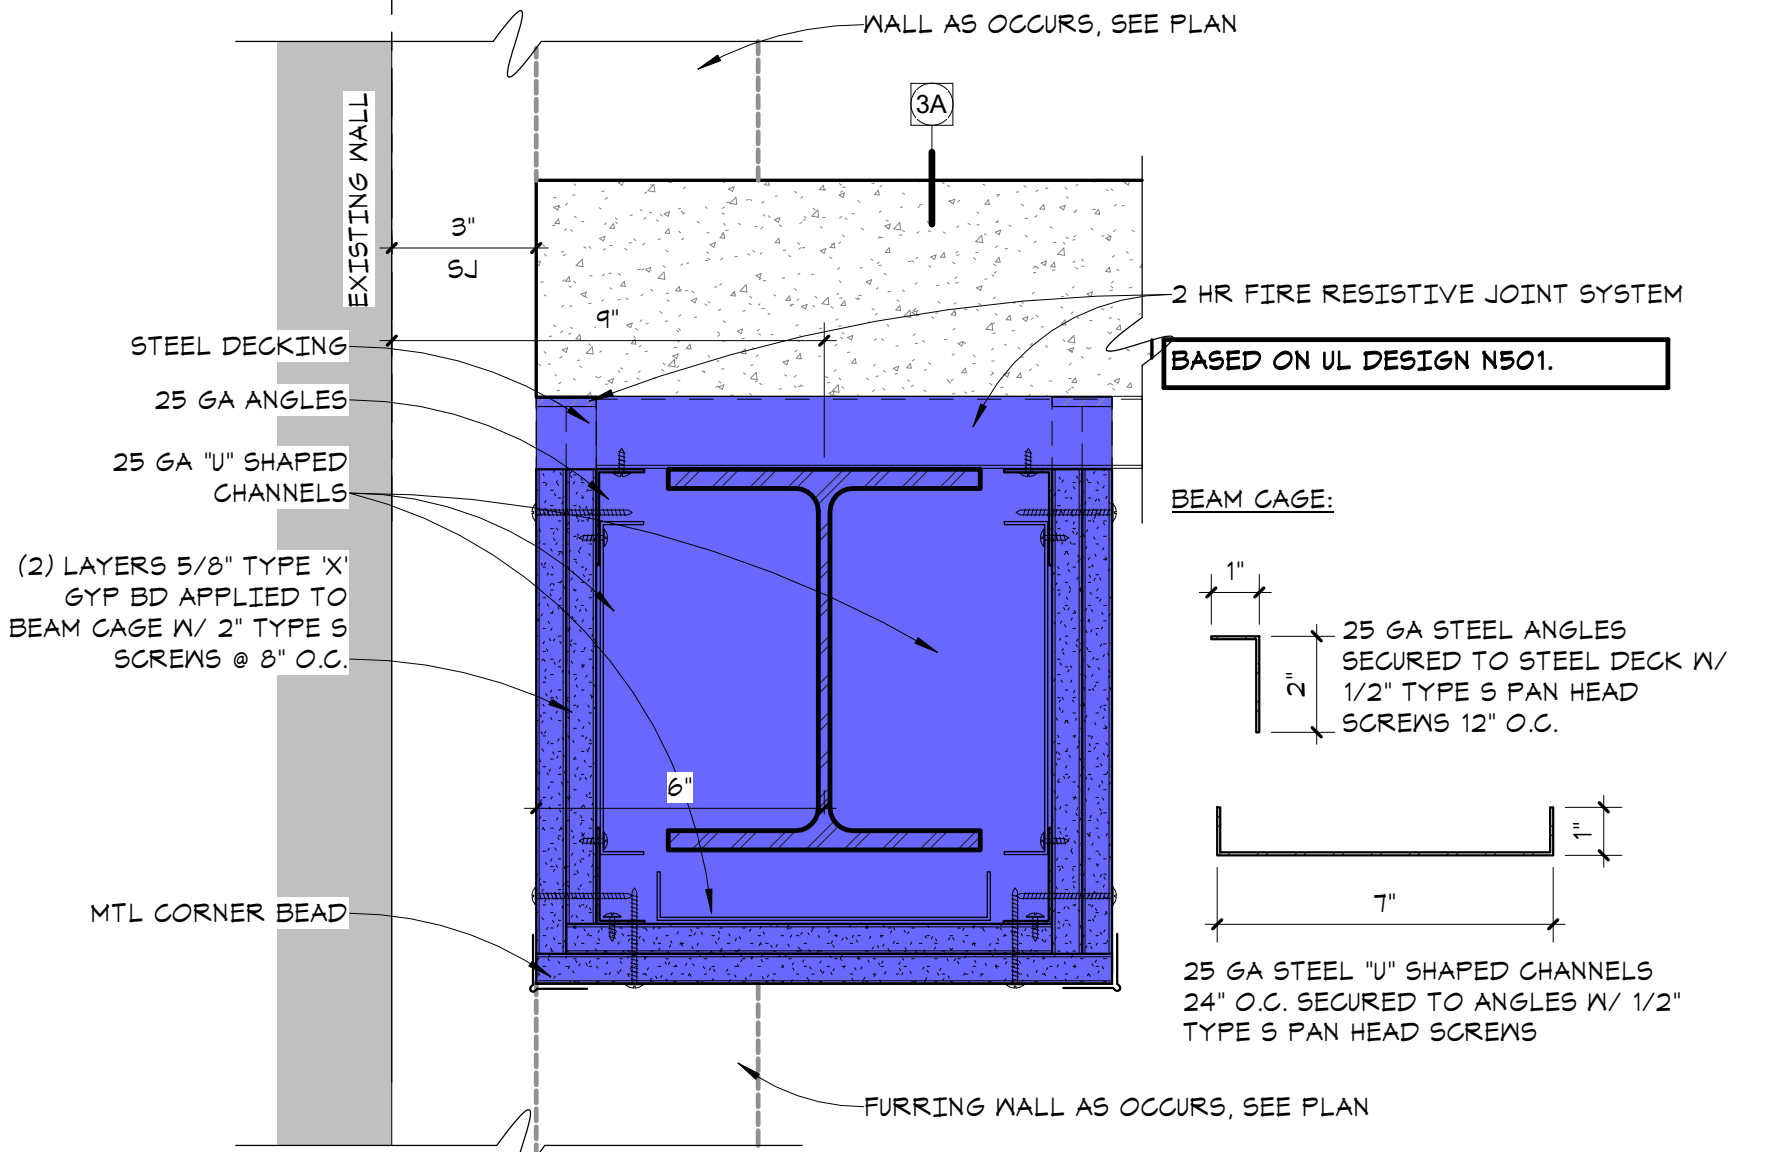 WALL AS OCCURS, SEE PLAN
3A
EXISTING WALL
3"
SJ
9"
2 HR FIRE RESISTIVE JOINT SYSTEM
BASED ON UL DESIGN N501.
STEEL DECKING
25 GA ANGLES
25 GA "U" SHAPED
CHANNELS
(2) LAYERS 5/8" TYPE 'X'
GYP BD APPLIED TO
BEAM CAGE W/ 2" TYPE S
SCREWS @ 8" O.C.
6"
MTL CORNER BEAD
BEAM CAGE:
1"
2"
25 GA STEEL ANGLES
SECURED TO STEEL DECK W/
1/2" TYPE S PAN HEAD
SCREWS 12" O.C.
1"
7"
25 GA STEEL "U" SHAPED CHANNELS
24" O.C. SECURED TO ANGLES W/ 1/2"
TYPE S PAN HEAD SCREWS
FURRING WALL AS OCCURS, SEE PLAN